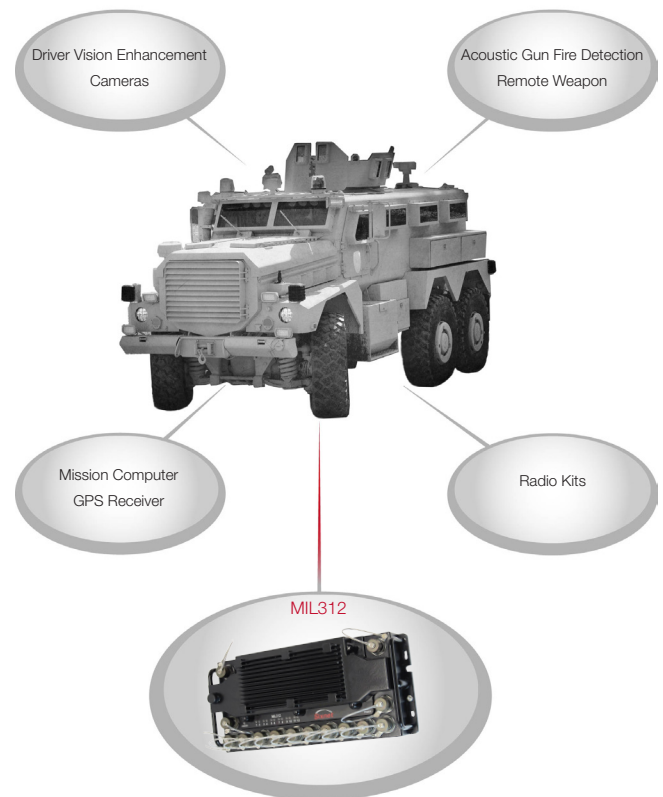 Driver Vision Enhancement
Cameras
Acoustic Gun Fire Detection
Remote Weapon
Mission Computer
GPS Receiver
Radio Kits
MIL312